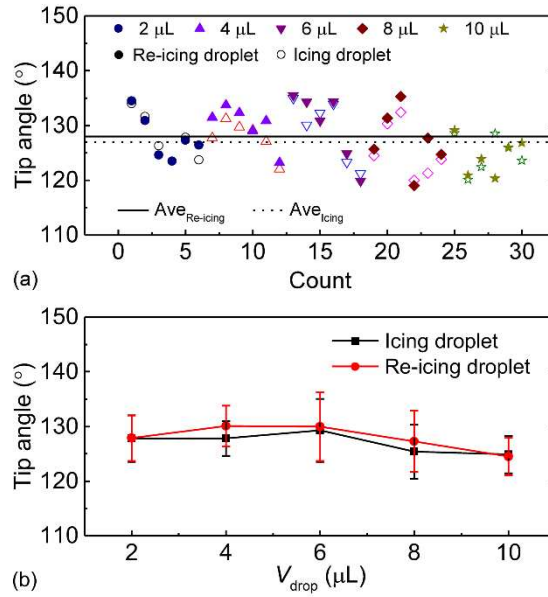 2 μL 4 μL 6 μL 8 μL 10 μL
Re-icing droplet Icing droplet
150
140
130
120
110
Tip angle (°)
Ave_Re-icing Ave_Icing
0 5 10 15 20 25 30
(a) Count
Icing droplet
Re-icing droplet
150
140
130
120
110
Tip angle (°)
2 4 6 8 10
(b) V_drop (μL)